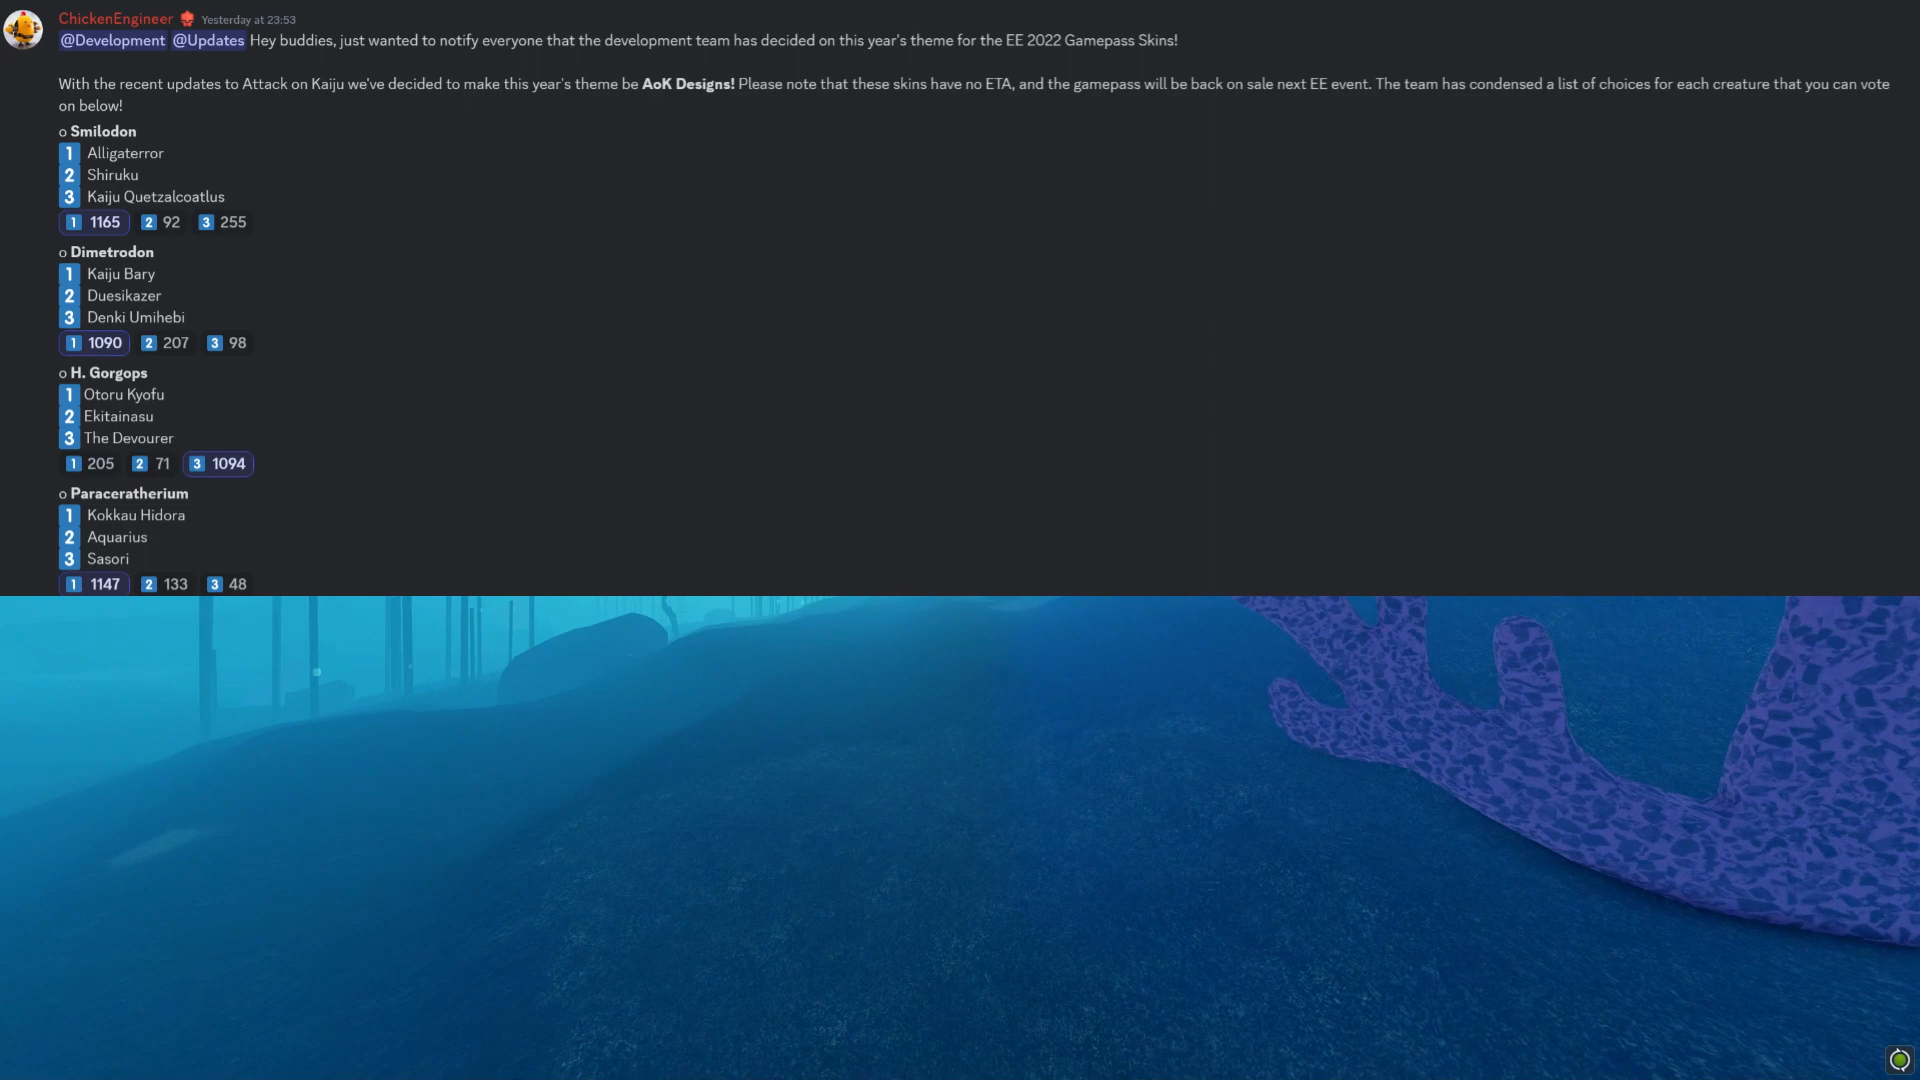 ChickenEngineer Yesterday at 23:53
@Development @Updates Hey buddies, just wanted to notify everyone that the development team has decided on this year's theme for the EE 2022 Gamepass Skins!
With the recent updates to Attack on Kaiju we've decided to make this year's theme be AoK Designs! Please note that these skins have no ETA, and the gamepass will be back on sale next EE event. The team has condensed a list of choices for each creature that you can vote
on below!
o Smilodon
1 Alligaterror
2 Shiruku
3 Kaiju Quetzalcoatlus
1 1165 2 92 3 255
o Dimetrodon
1 Kaiju Bary
2 Duesikazer
3 Denki Umihebi
1 1090 2 207 3 98
o H. Gorgops
1 Otoru Kyofu
2 Ekitainasu
3 The Devourer
1 205 2 71 3 1094
o Paraceratherium
1 Kokkau Hidora
2 Aquarius
3 Sasori
1 1147 2 133 3 48